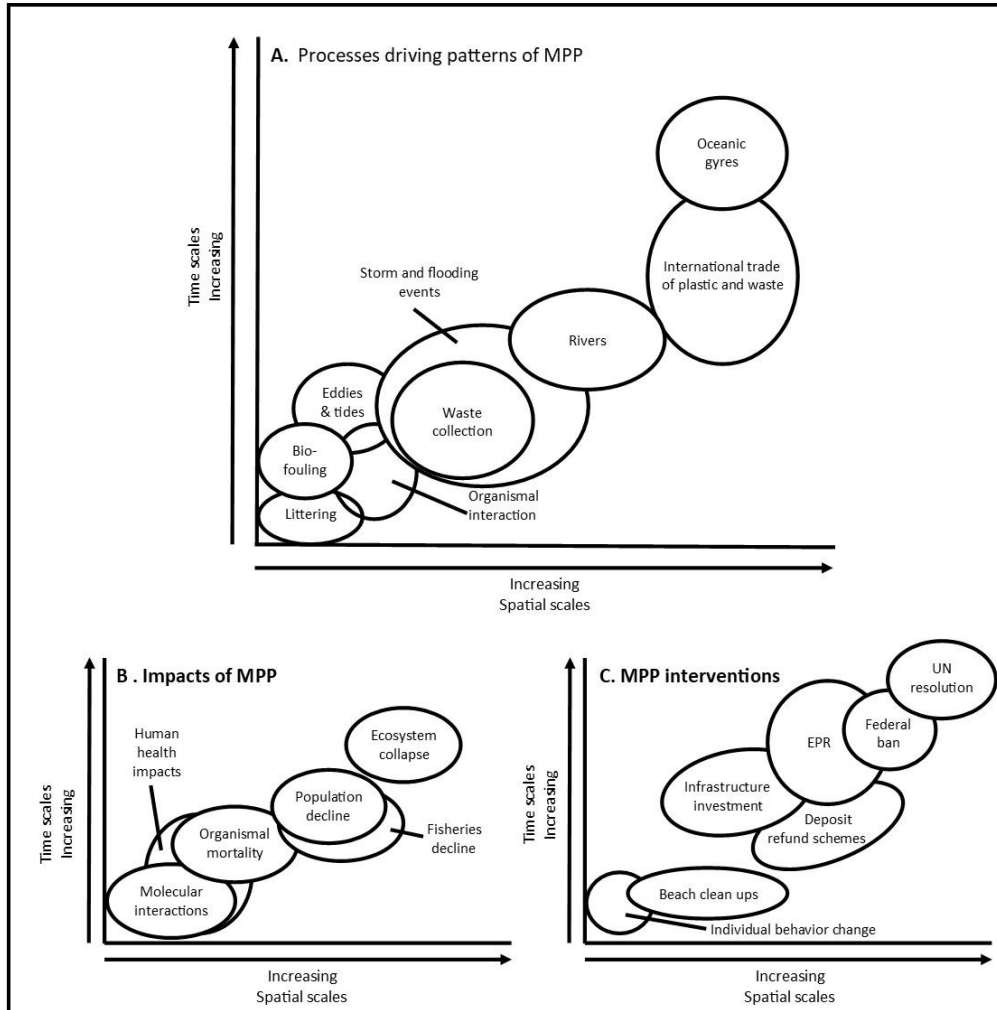 A. Processes driving patterns of MPP
Oceanic
gyres
Time scales
Increasing
International trade
of plastic and waste
Storm and flooding
events
Rivers
Eddies
& tides
Waste
collection
Bio-
fouling
Organismal
interaction
Littering
Increasing
Spatial scales
B . Impacts of MPP
Time scales
Increasing
Human
health
impacts
Ecosystem
collapse
Population
decline
Fisheries
decline
Organismal
mortality
Molecular
interactions
Increasing
Spatial scales
C. MPP interventions
Time scales
Increasing
UN
resolution
Federal
ban
EPR
Infrastructure
investment
Deposit
refund schemes
Beach clean ups
Individual behavior change
Increasing
Spatial scales